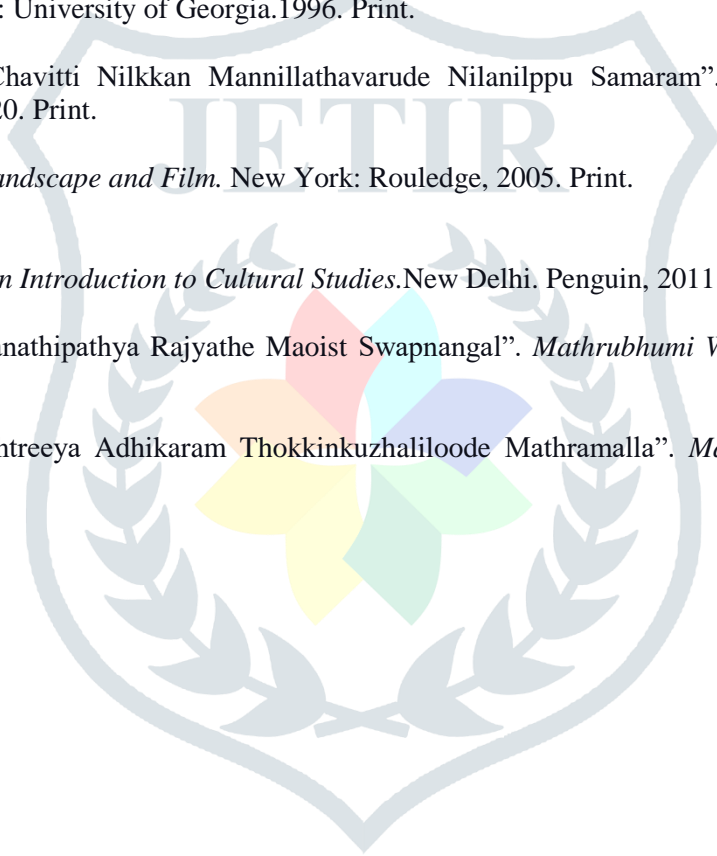 : University of Georgia.1996. Print.
Chavitti Nilkkan Mannillathavarude Nilanilppu Samaram”.
20. Print.
JETIR
andscape and Film. New York: Rouledge, 2005. Print.
n Introduction to Cultural Studies.New Delhi. Penguin, 2011
anathipathya Rajyathe Maoist Swapnangal”. Mathrubhumi
ntreeya Adhikaram Thokkinkuzhaliloode Mathramalla”.